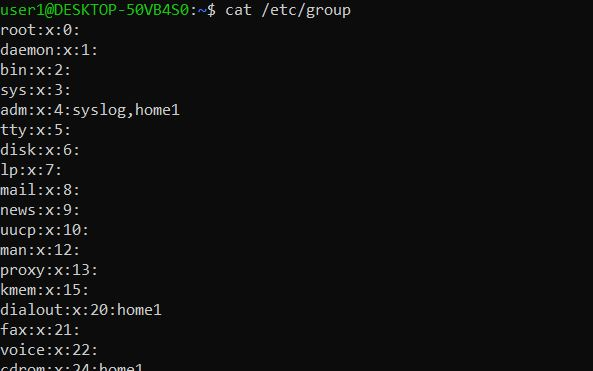 user1@DESKTOP-50VB4S0:~$ cat /etc/group
root:x:0:
daemon:x:1:
bin:x:2:
sys:x:3:
adm:x:4:syslog,home1
tty:x:5:
disk:x:6:
lp:x:7:
mail:x:8:
news:x:9:
uucp:x:10:
man:x:12:
proxy:x:13:
kmem:x:15:
dialout:x:20:home1
fax:x:21:
voice:x:22:
cdrom:x:24:home1